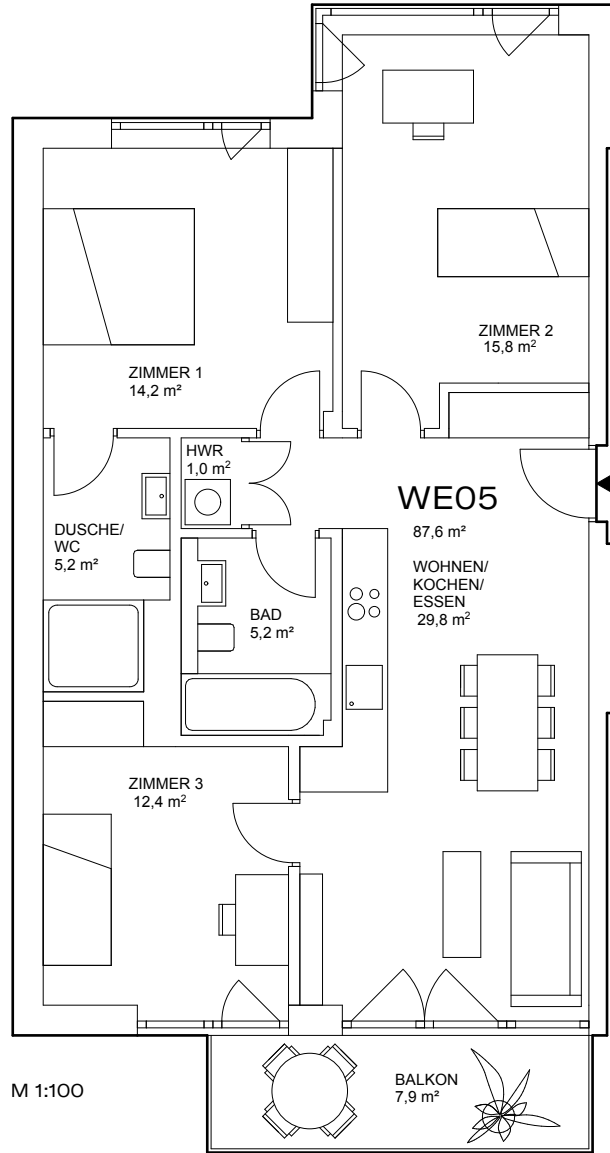 ZIMMER 2
15,8 m²
ZIMMER 1
14,2 m²
HWR
1,0 m²
WE05
87,6 m²
DUSCHE/
WC
5,2 m²
WOHNEN/
KOCHEN/
ESSEN
29,8 m²
BAD
5,2 m²
ZIMMER 3
12,4 m²
M 1:100
BALKON
7,9 m²